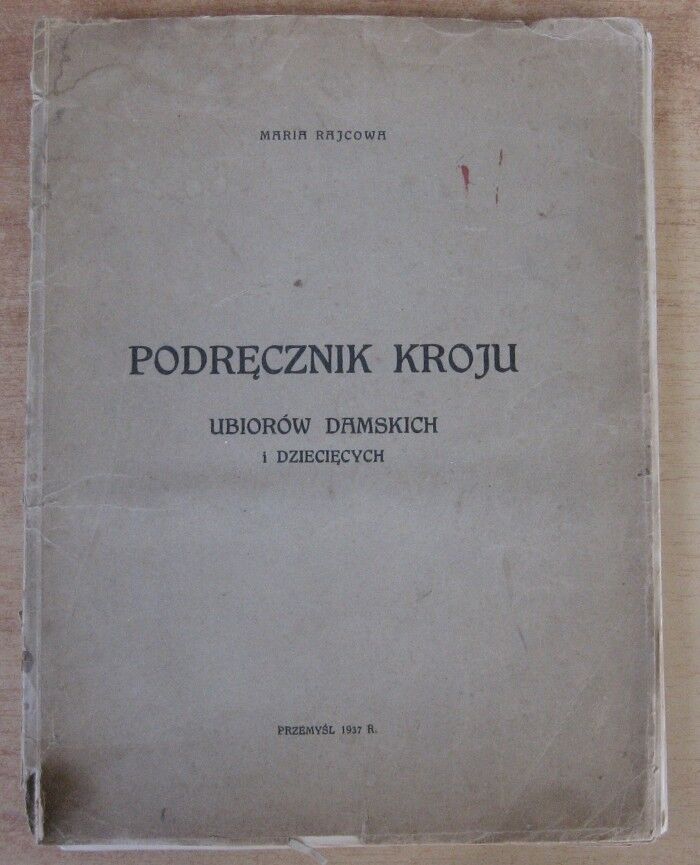 MARIA RAJCOWA
PODRĘCZNIK KROJU
UBIORÓW DAMSKICH
i DZIECIĘCYCH
PRZEMYŚL 1937 R.